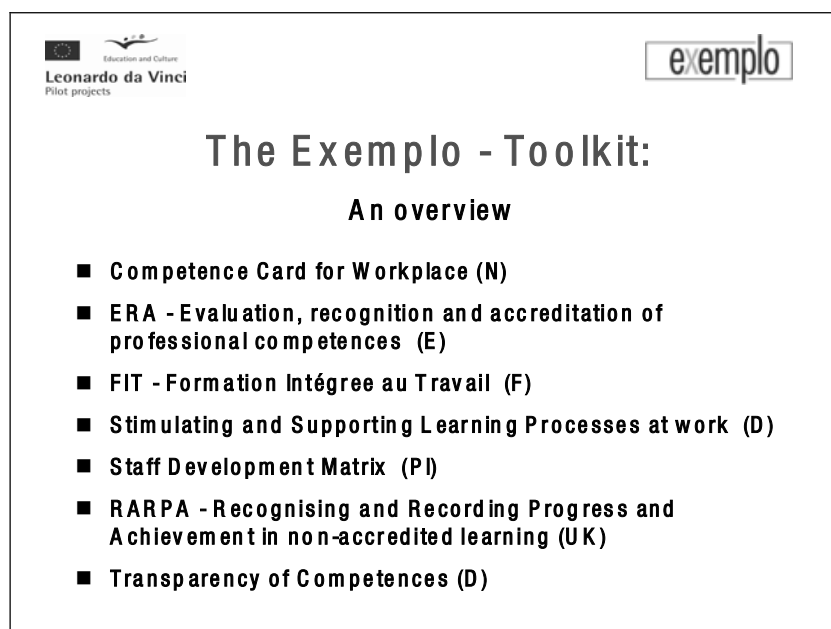 Education and Culture
Leonardo da Vinci
Pilot projects
exemplo
The Exemplo - Toolkit:
An overview
■ Competence Card for Workplace (N)
■ ERA - Evaluation, recognition and accreditation of
professional competences (E)
■ FIT - Formation Intégree au Travail (F)
■ Stimulating and Supporting Learning Processes at work (D)
■ Staff Development Matrix (Pl)
■ RARPA - Recognising and Recording Progress and
Achievement in non-accredited learning (UK)
■ Transparency of Competences (D)